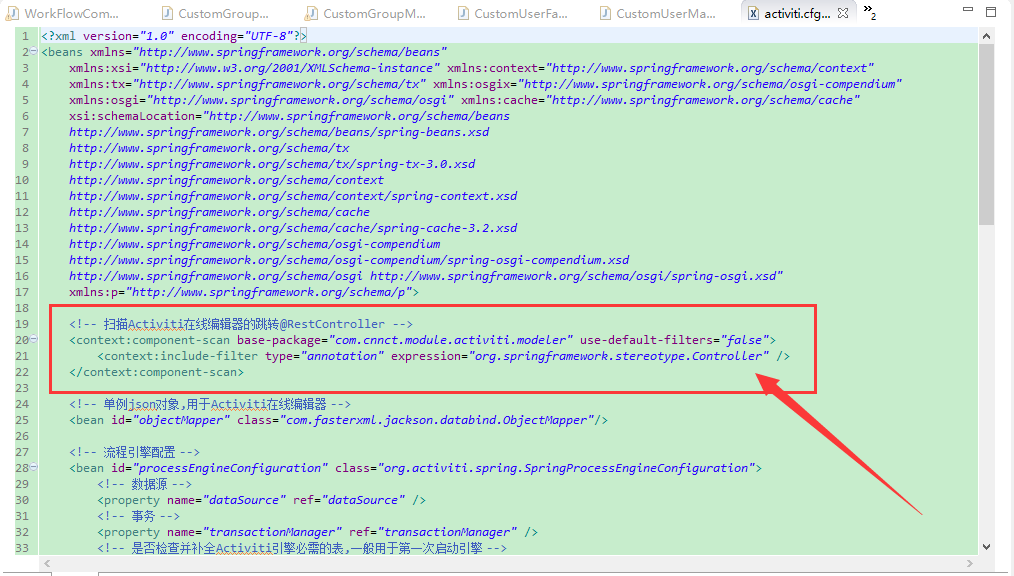 WorkFlowCom...
CustomGroup...
CustomGroupM...
CustomUserFa...
CustomUserMa...
activiti.cfg...
»2
1 <?xml version="1.0" encoding="UTF-8"?>
2 <beans xmlns="http://www.springframework.org/schema/beans"
3 xmlns:xsi="http://www.w3.org/2001/XMLSchema-instance" xmlns:context="http://www.springframework.org/schema/context"
4 xmlns:tx="http://www.springframework.org/schema/tx" xmlns:osgix="http://www.springframework.org/schema/osgi-compendium"
5 xmlns:osgi="http://www.springframework.org/schema/osgi" xmlns:cache="http://www.springframework.org/schema/cache"
6 xsi:schemaLocation="http://www.springframework.org/schema/beans
7 http://www.springframework.org/schema/beans/spring-beans.xsd
8 http://www.springframework.org/schema/tx
9 http://www.springframework.org/schema/tx/spring-tx-3.0.xsd
10 http://www.springframework.org/schema/context
11 http://www.springframework.org/schema/context/spring-context.xsd
12 http://www.springframework.org/schema/cache
13 http://www.springframework.org/schema/cache/spring-cache-3.2.xsd
14 http://www.springframework.org/schema/osgi-compendium
15 http://www.springframework.org/schema/osgi-compendium/spring-osgi-compendium.xsd
16 http://www.springframework.org/schema/osgi http://www.springframework.org/schema/osgi/spring-osgi.xsd"
17 xmlns:p="http://www.springframework.org/schema/p">
18
19 <!-- 扫描Activiti在线编辑器的跳转@RestController -->
20 <context:component-scan base-package="com.cnnct.module.activiti.modeler" use-default-filters="false">
21 <context:include-filter type="annotation" expression="org.springframework.stereotype.Controller" />
22 </context:component-scan>
23
24 <!-- 单例json对象,用于Activiti在线编辑器 -->
25 <bean id="objectMapper" class="com.fasterxml.jackson.databind.ObjectMapper"/>
26
27 <!-- 流程引擎配置 -->
28 <bean id="processEngineConfiguration" class="org.activiti.spring.SpringProcessEngineConfiguration">
29 <!-- 数据源 -->
30 <property name="dataSource" ref="dataSource" />
31 <!-- 事务 -->
32 <property name="transactionManager" ref="transactionManager" />
33 <!-- 是否检查并补全Activiti引擎必需的表,一般用于第一次启动引擎 -->